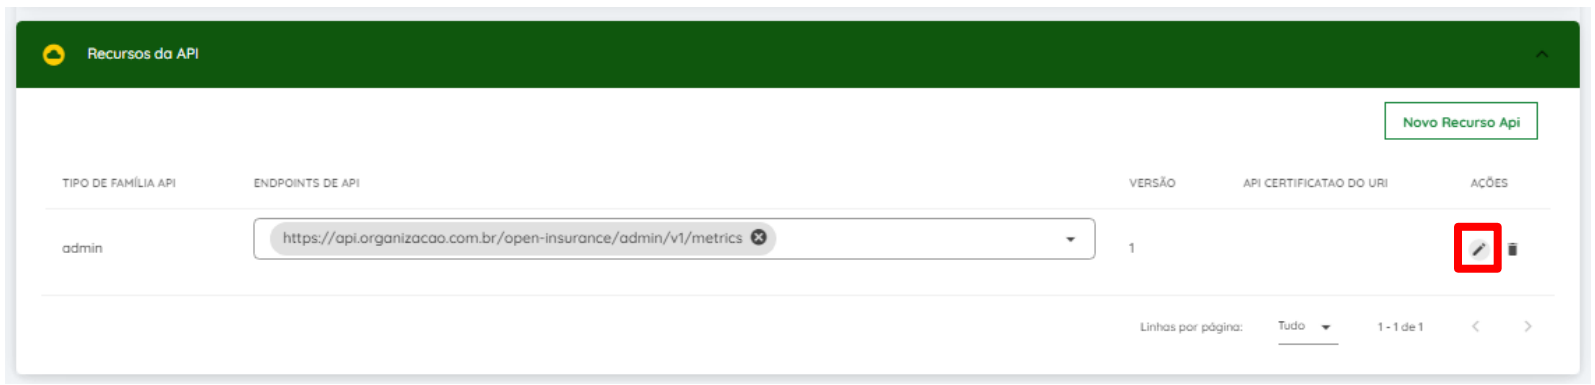 Recursos da API
Novo Recurso Api
TIPO DE FAMÍLIA API ENDPOINTS DE API VERSÃO API CERTIFICATAO DO URI AÇÕES
admin https://api.organizacao.com.br/open-insurance/admin/v1/metrics 1
Linhas por página: Tudo 1 - 1 de 1